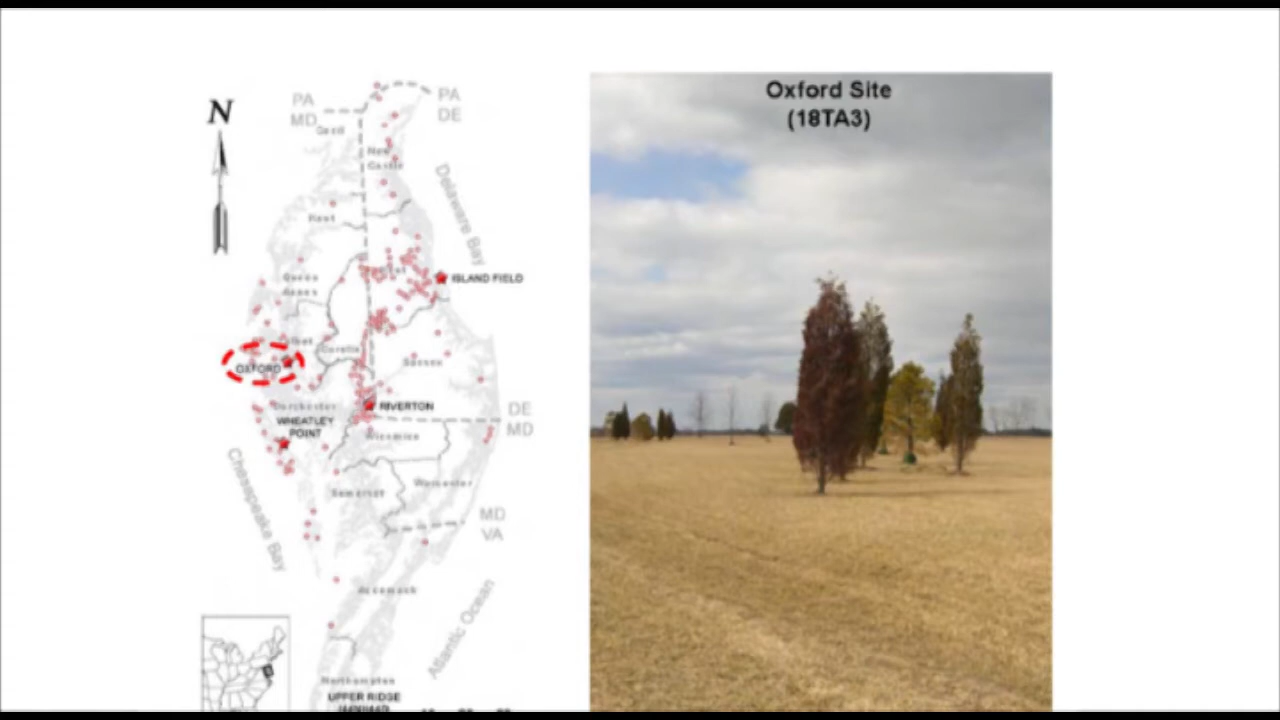 N
PA
MD
PA
DE
Cecil
New
Castle
Delaware Bay
Kent
Queen
Annes
ISLAND FIELD
OXFORD
Sussex
Dorchester
RIVERTON
WHEATLEY
POINT
DE
MD
Wicomico
Chesapeake Bay
Somerset
Worcester
MD
VA
Accomack
Atlantic Ocean
Northampton
UPPER RIDGE
Oxford Site
(18TA3)